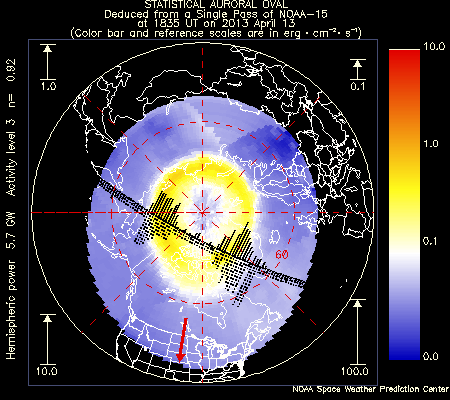 STATISTICAL AURORAL OVAL
Deduced from a Single Pass of NOAA-15
at 1835 UT on 2013 April 13
(Color bar and reference scales are in erg · cm⁻² · s⁻¹)
1.0
0.1
10.0
1.0
0.1
0.0
60
10.0
100.0
Hemispheric power 5.7 GW Activity level 3 n= 0.92
NOAA Space Weather Prediction Center